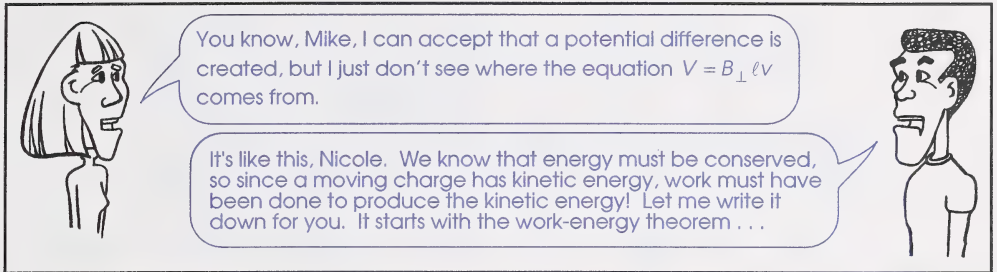 You know, Mike, I can accept that a potential difference is
created, but I just don't see where the equation V = B⊥ ℓv
comes from.
It's like this, Nicole. We know that energy must be conserved,
so since a moving charge has kinetic energy, work must have
been done to produce the kinetic energy! Let me write it
down for you. It starts with the work-energy theorem . . .